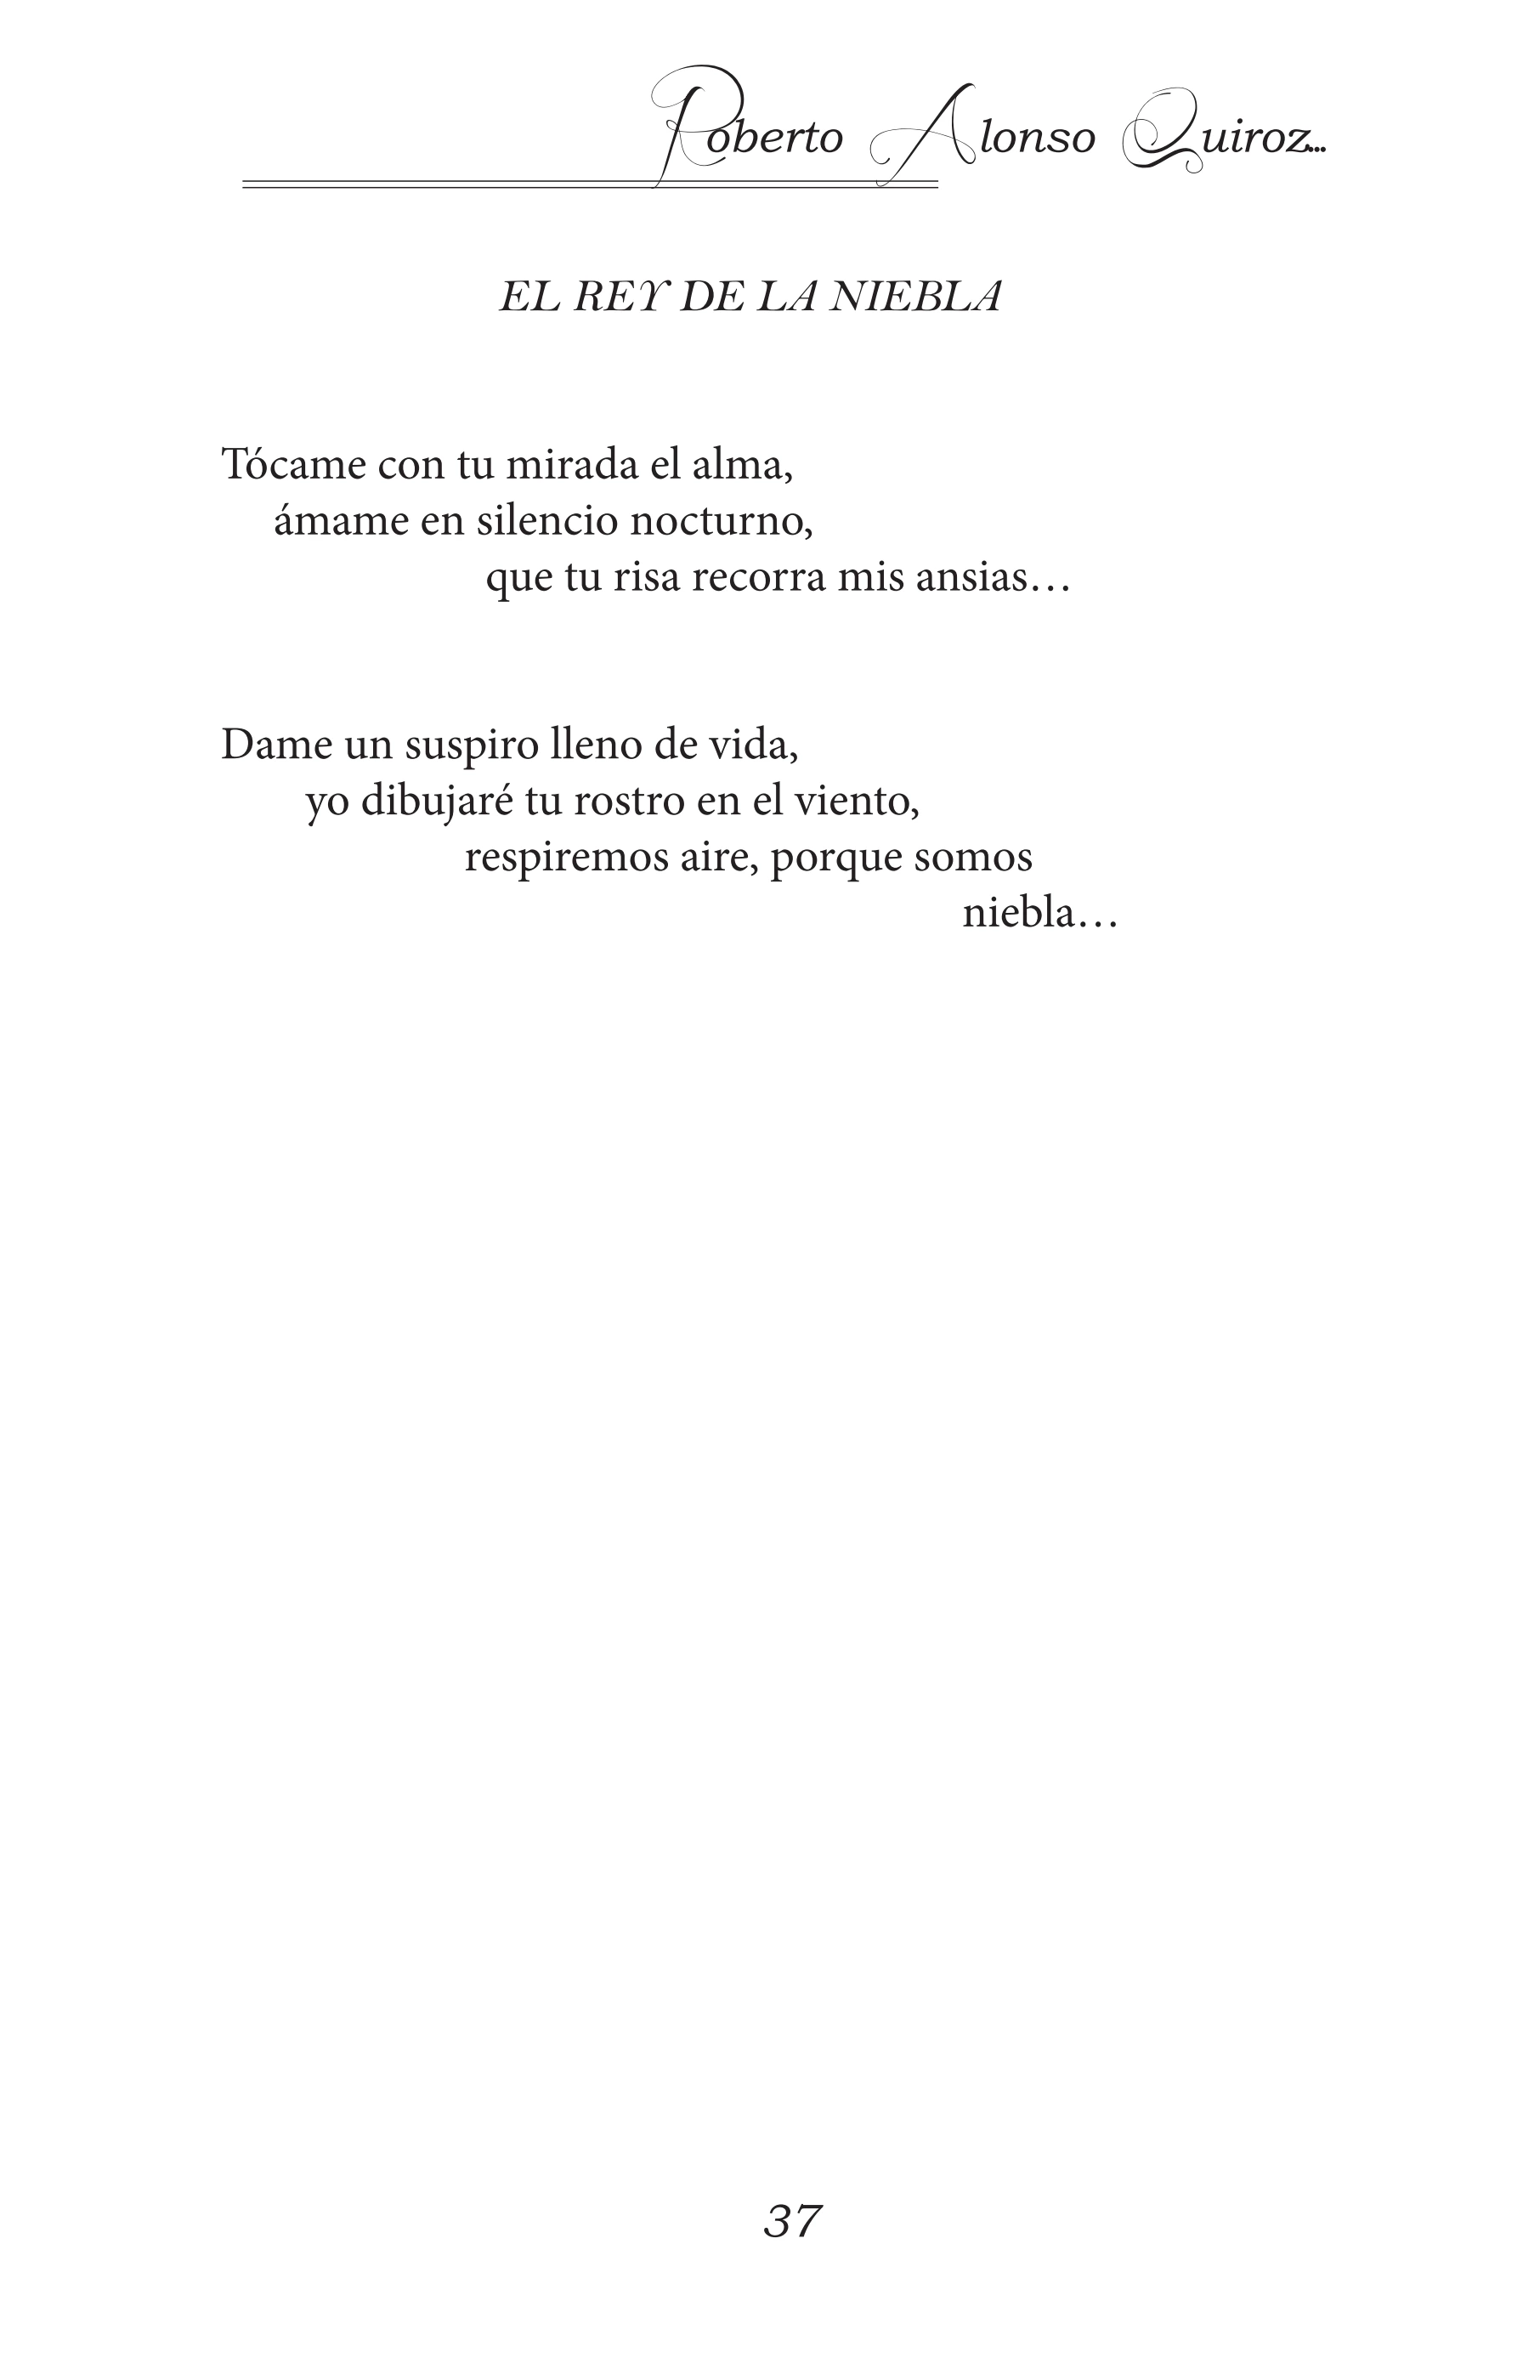 Roberto Alonso Quiroz...
EL REY DE LA NIEBLA
Tócame con tu mirada el alma,
ámame en silencio nocturno,
que tu risa recorra mis ansias…
Dame un suspiro lleno de vida,
yo dibujaré tu rostro en el viento,
respiremos aire, porque somos
niebla…
37